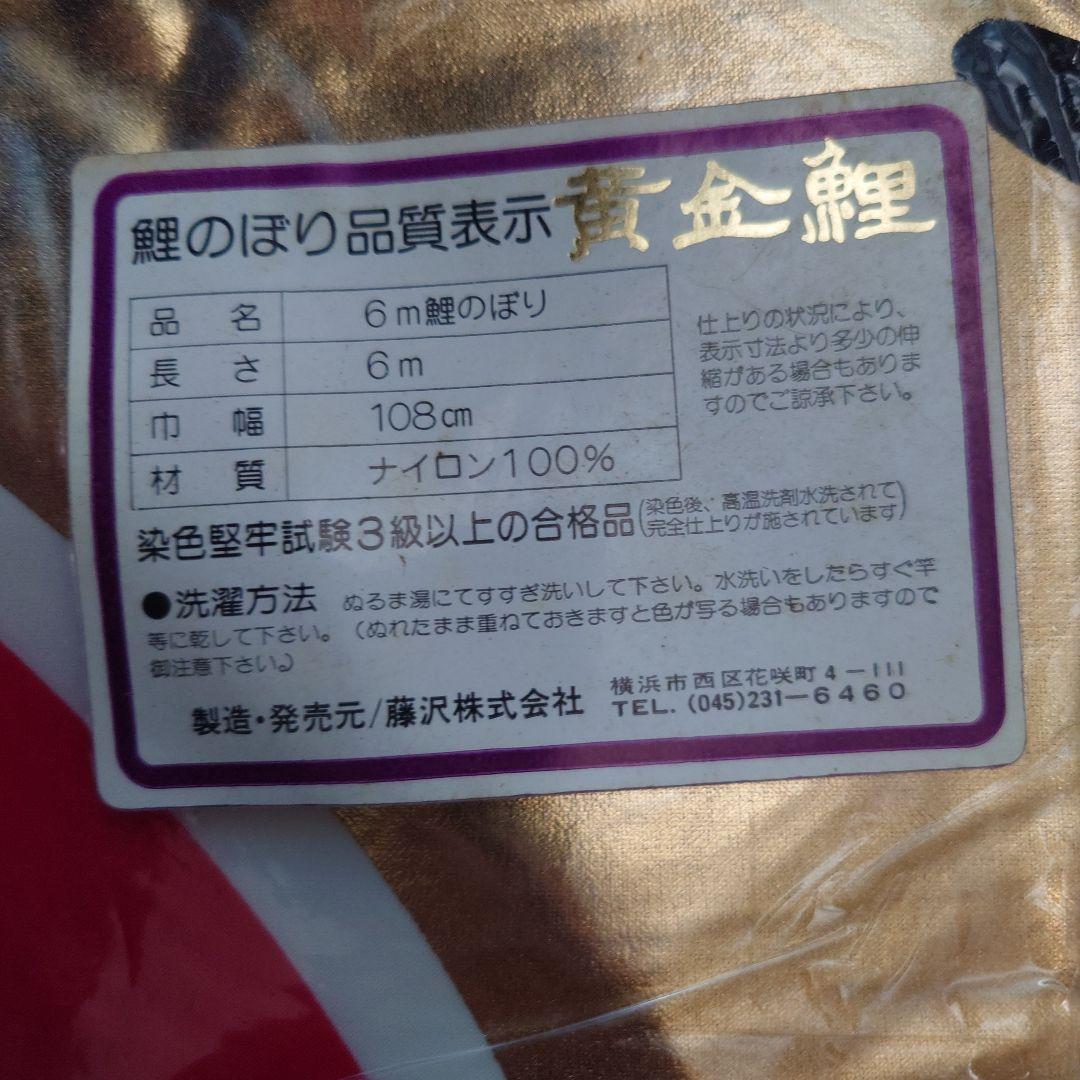 鯉のぼり品質表示 黄金鯉
品名 6m鯉のぼり
長さ 6m
巾幅 108cm
材質 ナイロン100%
仕上りの状況により、
表示寸法より多少の伸
縮がある場合もありま
すのでご諒承下さい。
染色堅牢試験3級以上の合格品(染色後、高温洗剤水洗されて
完全仕上りが施されています)
●洗濯方法 ぬるま湯にてすすぎ洗いして下さい。水洗いをしたらすぐ竿
等に乾して下さい。(ぬれたまま重ねておきますと色が写る場合もありますので
御注意下さい。)
製造・発売元/藤沢株式会社
横浜市西区花咲町4-111
TEL. (045)231-6460